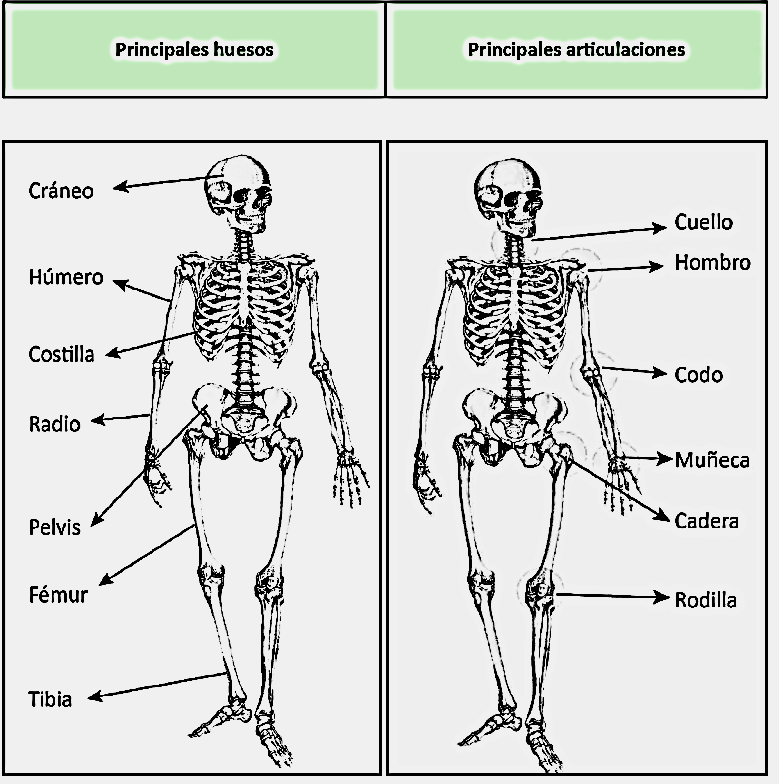 Principales huesos
Principales articulaciones
Cráneo
Húmero
Costilla
Radio
Pelvis
Fémur
Tibia
Cuello
Hombro
Codo
Muñeca
Cadera
Rodilla